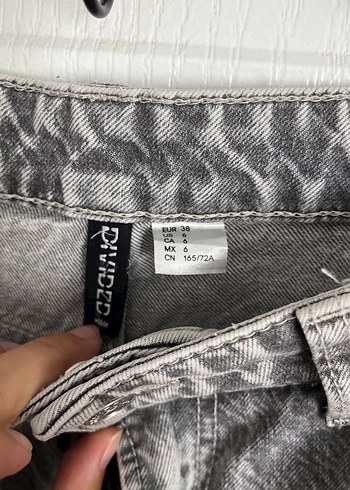 DIVIDED
H&M
EUR 38
US 6
CA 6
MX 6
CN 165/72A